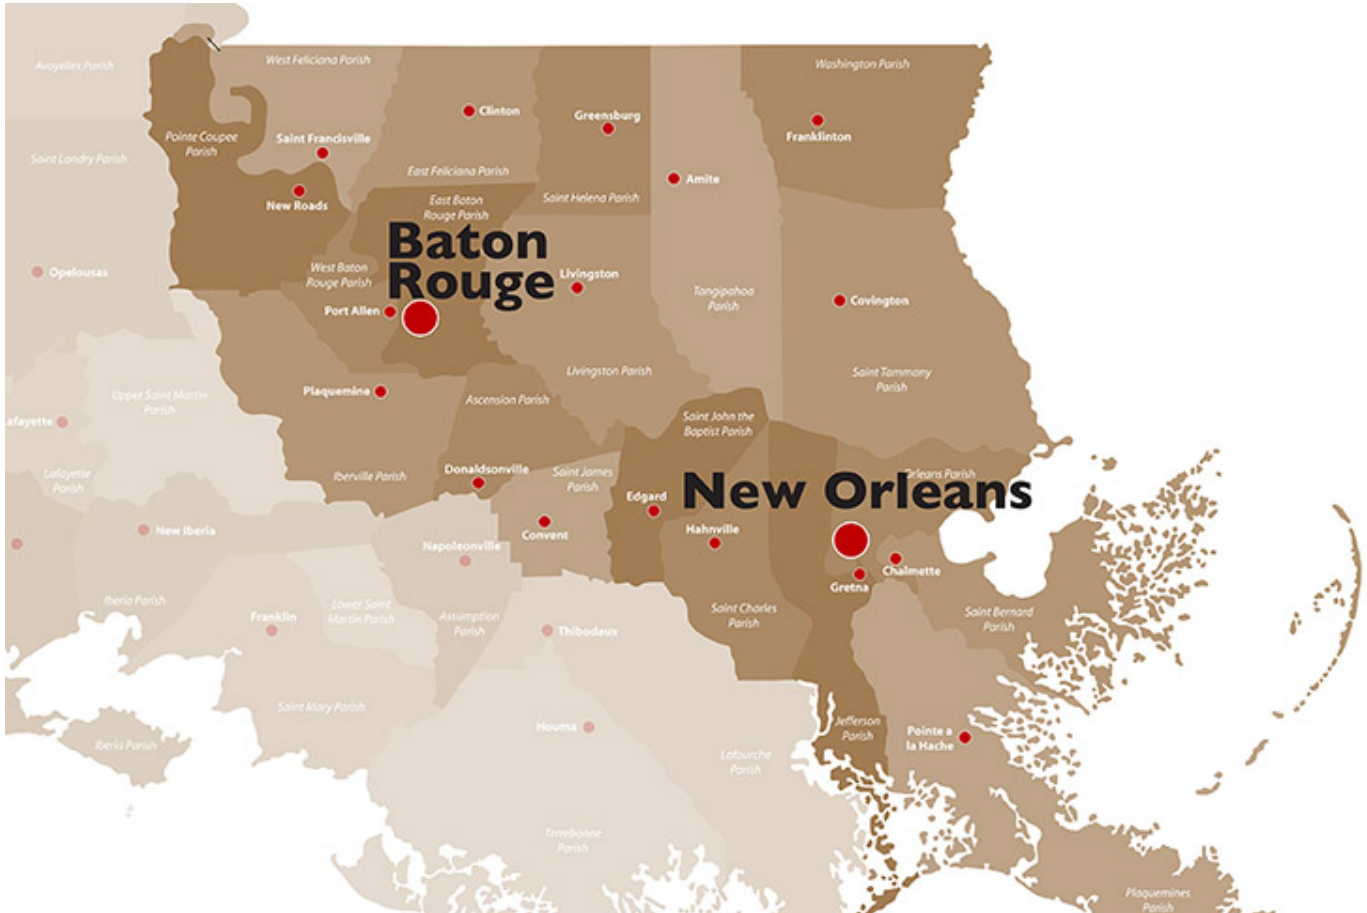 Avoyelles Parish
West Feliciana Parish
Washington Parish
Clinton
Greensburg
Franklinton
Pointe Coupee
Parish
Saint Francisville
Saint Landry Parish
East Feliciana Parish
Amite
New Roads
East Baton
Rouge Parish
Saint Helena Parish
Baton
Rouge
West Baton
Rouge Parish
Opelousas
Livingston
Tangipahoa
Parish
Covington
Port Allen
Livingston Parish
Saint Tammany
Parish
Plaquemine
Upper Saint Martin
Parish
Ascension Parish
Saint John the
Baptist Parish
afayette
Lafayette
Parish
Iberville Parish
Donaldsonville
Saint James
Parish
Orleans Parish
New Orleans
Edgard
New Iberia
Convent
Hahnville
Napoleonville
Chalmette
Gretna
Iberia Parish
Franklin
Lower Saint
Martin Parish
Assumption
Parish
Thibodaux
Saint Charles
Parish
Saint Bernard
Parish
Saint Mary Parish
Houma
Jefferson
Parish
Pointe a
la Hache
Iberia Parish
Lafourche
Parish
Terrebonne
Parish
Plaquemines
Parish